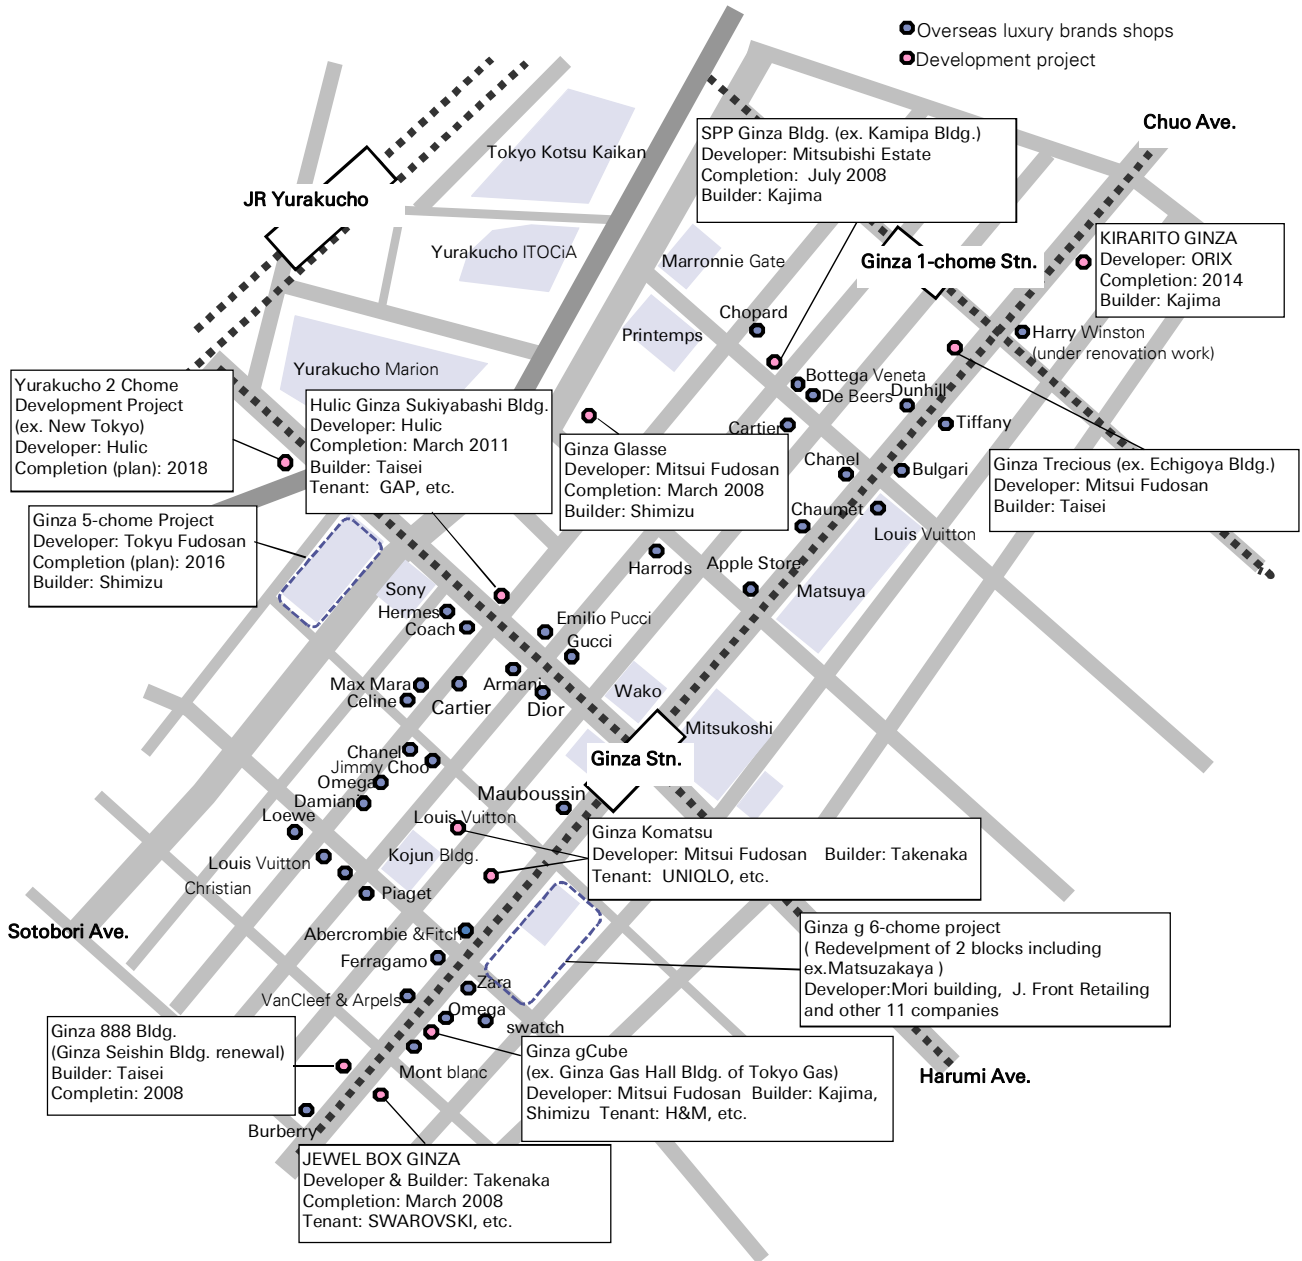 Overseas luxury brands shops
Development project
Chuo Ave.
SPP Ginza Bldg. (ex. Kamipa Bldg.)
Developer: Mitsubishi Estate
Completion: July 2008
Builder: Kajima
Tokyo Kotsu Kaikan
JR Yurakucho
Yurakucho ITOCiA
Marronnie Gate
Ginza 1-chome Stn.
KIRARITO GINZA
Developer: ORIX
Completion: 2014
Builder: Kajima
Chopard
Printemps
Harry Winston
(under renovation work)
Yurakucho Marion
Bottega Veneta
De Beers
Dunhill
Tiffany
Cartier
Yurakucho 2 Chome
Development Project
(ex. New Tokyo)
Developer: Hulic
Completion (plan): 2018
Hulic Ginza Sukiyabashi Bldg.
Developer: Hulic
Completion: March 2011
Builder: Taisei
Tenant: GAP, etc.
Ginza Glasse
Developer: Mitsui Fudosan
Completion: March 2008
Builder: Shimizu
Chanel
Bulgari
Ginza Trecious (ex. Echigoya Bldg.)
Developer: Mitsui Fudosan
Builder: Taisei
Chaumet
Louis Vuitton
Ginza 5-chome Project
Developer: Tokyu Fudosan
Completion (plan): 2016
Builder: Shimizu
Harrods
Apple Store
Matsuya
Sony
Hermes
Coach
Emilio Pucci
Gucci
Max Mara
Celine
Cartier
Armani
Dior
Wako
Mitsukoshi
Chanel
Jimmy Choo
Omega
Damiani
Loewe
Ginza Stn.
Mauboussin
Louis Vuitton
Kojun Bldg.
Louis Vuitton
Christian
Piaget
Ginza Komatsu
Developer: Mitsui Fudosan Builder: Takenaka
Tenant: UNIQLO, etc.
Sotobori Ave.
Abercrombie &Fitch
Ferragamo
Ginza g 6-chome project
( Redevelpment of 2 blocks including
ex.Matsuzakaya )
Developer:Mori building, J. Front Retailing
and other 11 companies
VanCleef & Arpels
Zara
Omega
swatch
Ginza 888 Bldg.
(Ginza Seishin Bldg. renewal)
Builder: Taisei
Completin: 2008
Mont blanc
Ginza gCube
(ex. Ginza Gas Hall Bldg. of Tokyo Gas)
Developer: Mitsui Fudosan Builder: Kajima,
Shimizu Tenant: H&M, etc.
Harumi Ave.
Burberry
JEWEL BOX GINZA
Developer & Builder: Takenaka
Completion: March 2008
Tenant: SWAROVSKI, etc.